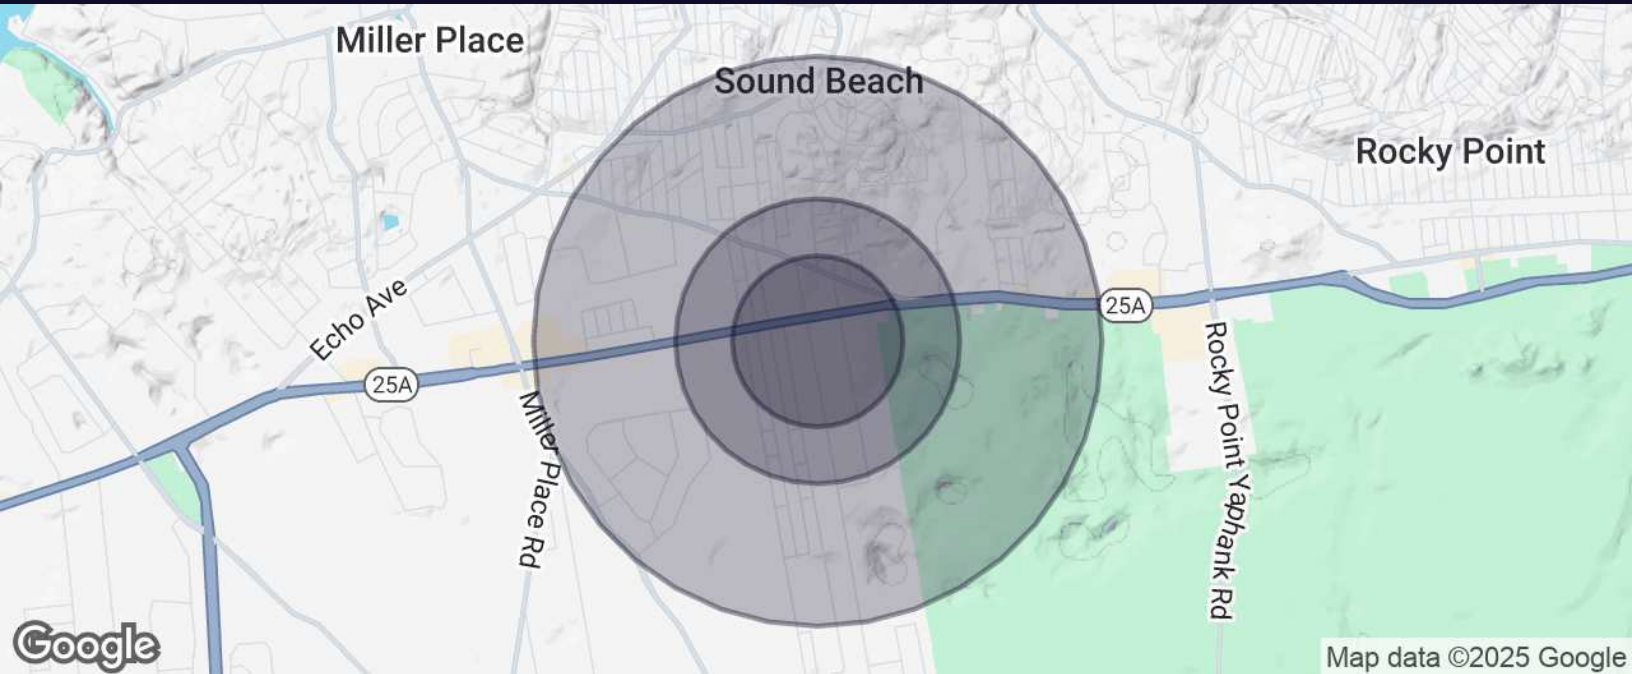 Miller Place
Sound Beach
Rocky Point
Echo Ave
25A
25A
Miller Place Rd
Rocky Point Yaphank Rd
Google
Map data ©2025 Google